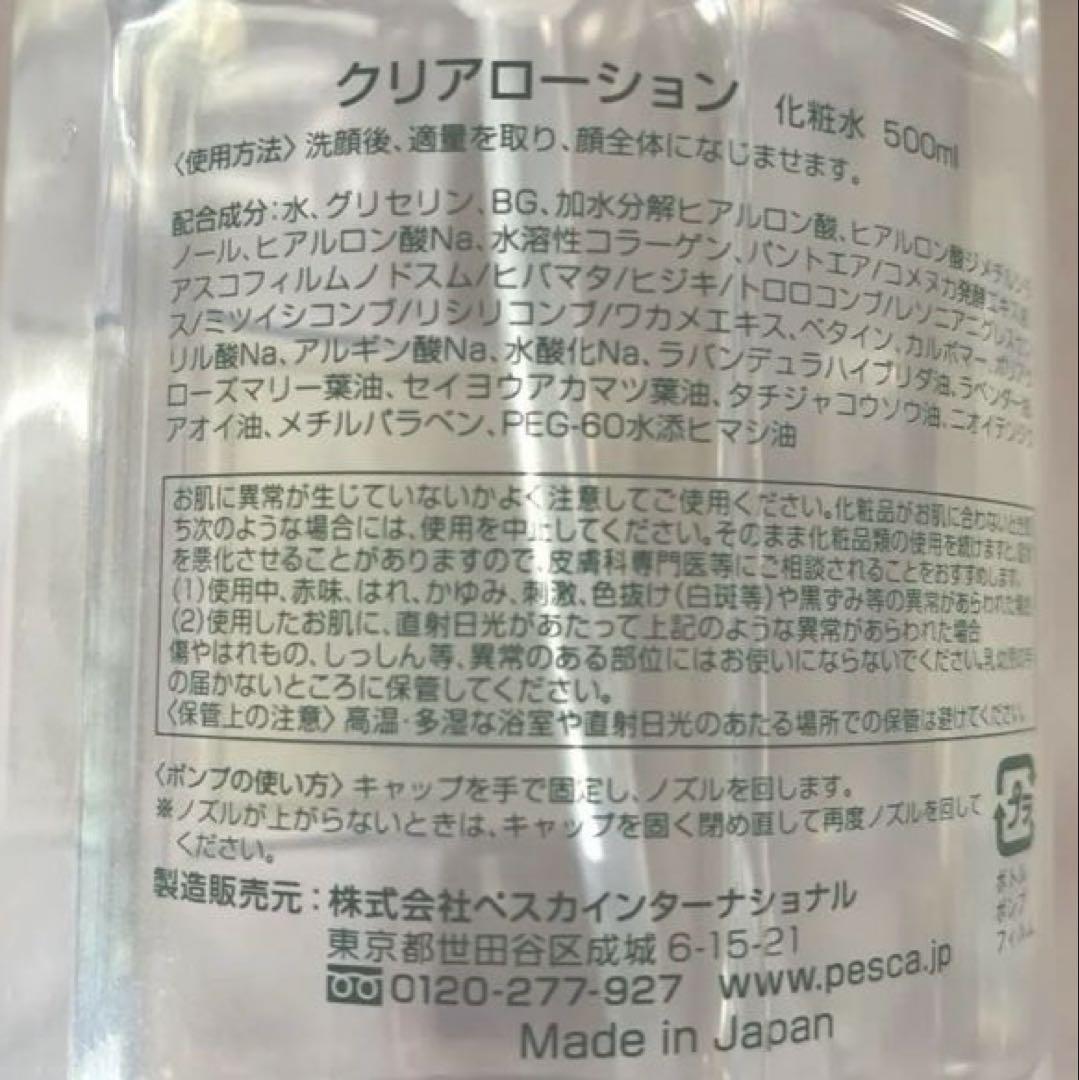 クリアローション 化粧水 500ml
〈使用方法〉洗顔後、適量を取り、顔全体になじませます。
配合成分：水、グリセリン、BG、加水分解ヒアルロン酸、ヒアルロン酸ジメチルシラ
ノール、ヒアルロン酸Na、水溶性コラーゲン、パントエア/コメヌカ発酵エキス
アスコフィルムノドスム/ヒバマタ/ヒジキ/トロロコンブ/レソニアニグレスセン
ス/ミツイシコンブ/リシリコンブ/ワカメエキス、ベタイン、カルボマー、ポリアク
リル酸Na、アルギン酸Na、水酸化Na、ラバンデュラハイブリダ油、ラベンダー油、
ローズマリー葉油、セイヨウアカマツ葉油、タチジャコウソウ油、ニオイテンジク
アオイ油、メチルパラベン、PEG-60水添ヒマシ油
お肌に異常が生じていないかよく注意してご使用ください。化粧品がお肌に合わないとき即
ち次のような場合には、使用を中止してください。そのまま化粧品類の使用を続けますと、症状
を悪化させることがありますので、皮膚科専門医等にご相談されることをおすすめします。
(1)使用中、赤味、はれ、かゆみ、刺激、色抜け(白斑等)や黒ずみ等の異常があらわれた場合
(2)使用したお肌に、直射日光があたって上記のような異常があらわれた場合
傷やはれもの、しっしん等、異常のある部位にはお使いにならないでください。乳幼児の手
の届かないところに保管してください。
〈保管上の注意〉高温・多湿な浴室や直射日光のあたる場所での保管は避けてください。
〈ポンプの使い方〉キャップを手で固定し、ノズルを回します。
※ノズルが上がらないときは、キャップを固く閉め直して再度ノズルを回して
ください。
プラ
ボトル
ポンプ
フィルム
製造販売元：株式会社ペスカインターナショナル
東京都世田谷区成城 6-15-21
0120-277-927 www.pesca.jp
Made in Japan